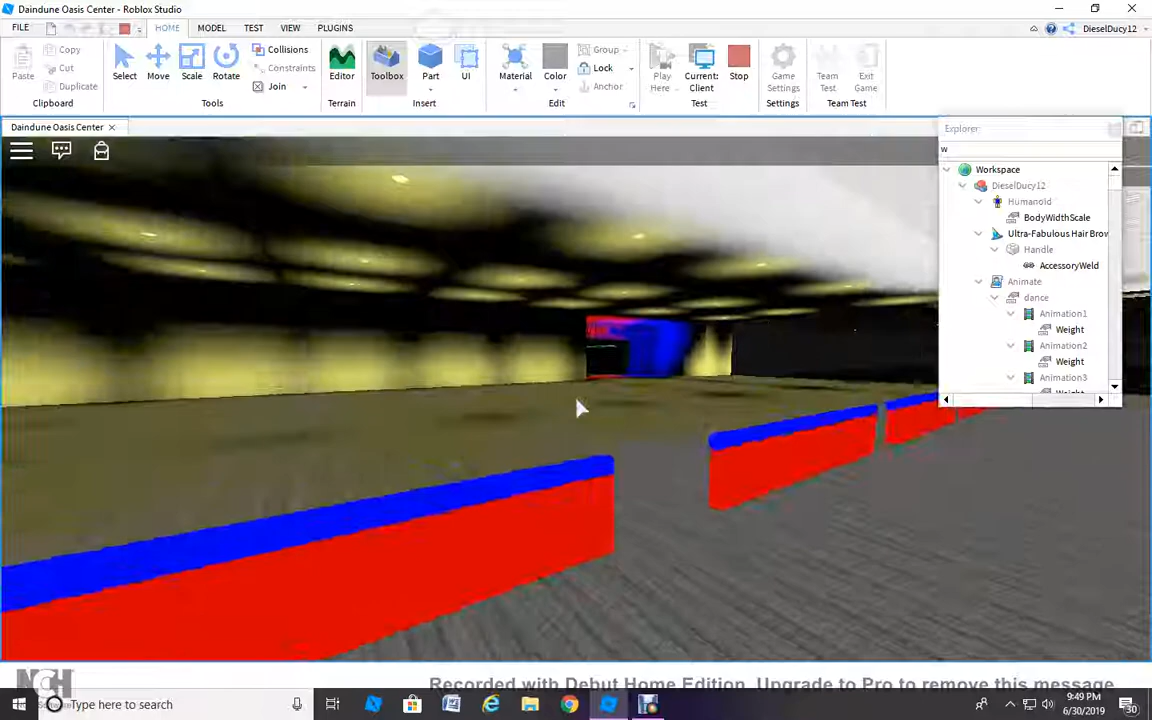 Daindune Oasis Center - Roblox Studio
FILE HOME MODEL TEST VIEW PLUGINS DieselDucy12
Paste Copy Cut Duplicate Select Move Scale Rotate Collisions Constraints Join Editor Toolbox Part UI Material Color Group Lock Anchor Play Here Current: Client Stop Game Settings Team Test Exit Game
Clipboard Tools Terrain Insert Edit Test Settings Team Test
Daindune Oasis Center
Explorer
w
Workspace
DieselDucy12
Humanoid
BodyWidthScale
Ultra-Fabulous Hair Brow
Handle
AccessoryWeld
Animate
dance
Animation1
Weight
Animation2
Weight
Animation3
Weight
NCH
Recorded with Debut Home Edition. Upgrade to Pro to remove this message
Type here to search
9:49 PM
6/30/2019
30